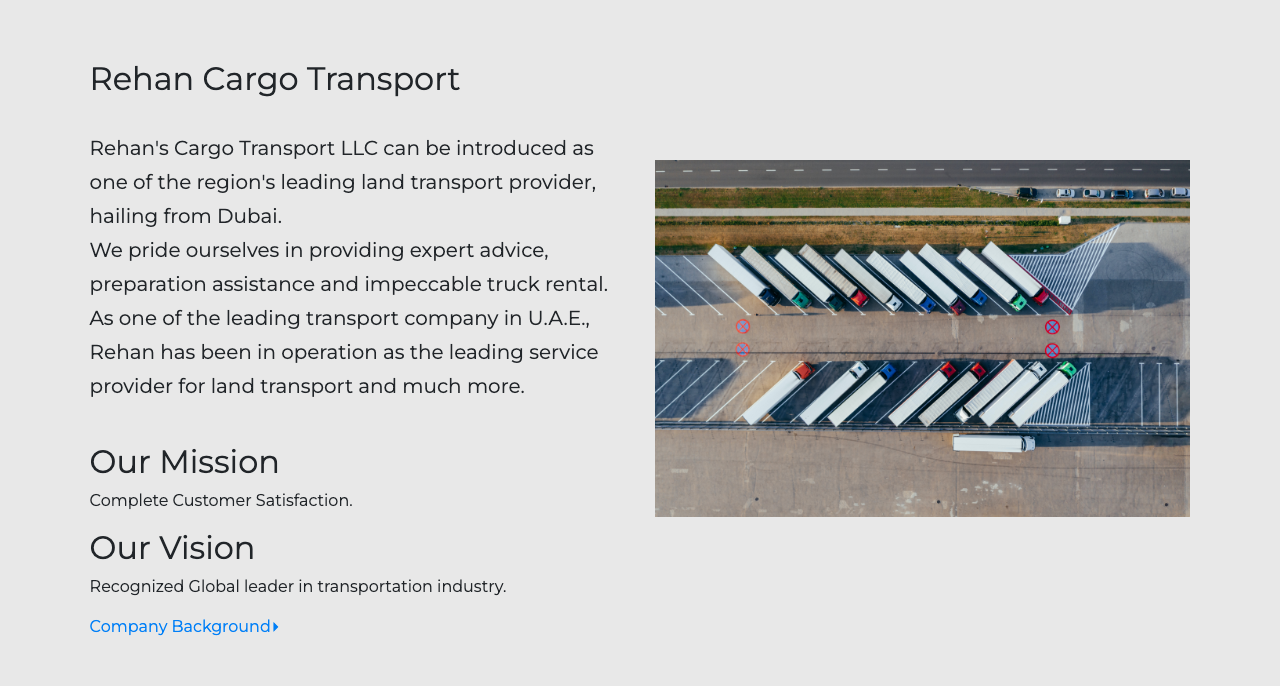 Rehan Cargo Transport
Rehan's Cargo Transport LLC can be introduced as
one of the region's leading land transport provider,
hailing from Dubai.
We pride ourselves in providing expert advice,
preparation assistance and impeccable truck rental.
As one of the leading transport company in U.A.E.,
Rehan has been in operation as the leading service
provider for land transport and much more.
Our Mission
Complete Customer Satisfaction.
Our Vision
Recognized Global leader in transportation industry.
Company Background